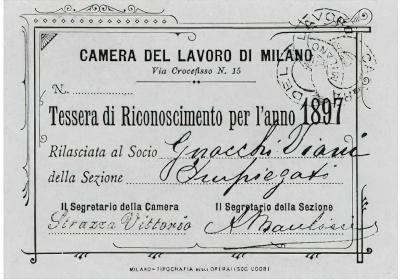 CAMERA DEL LAVORO DI MILANO
Via Crocefisso N. 15
N.
Tessera di Riconoscimento per l'anno 1897
Rilasciata al Socio Gnocchi Viani
della Sezione Impiegati
Il Segretario della Camera Il Segretario della Sezione
Strazza Vittorio
MILANO - TIPOGRAFIA DEGLI OPERAI (SOC. COOP.)